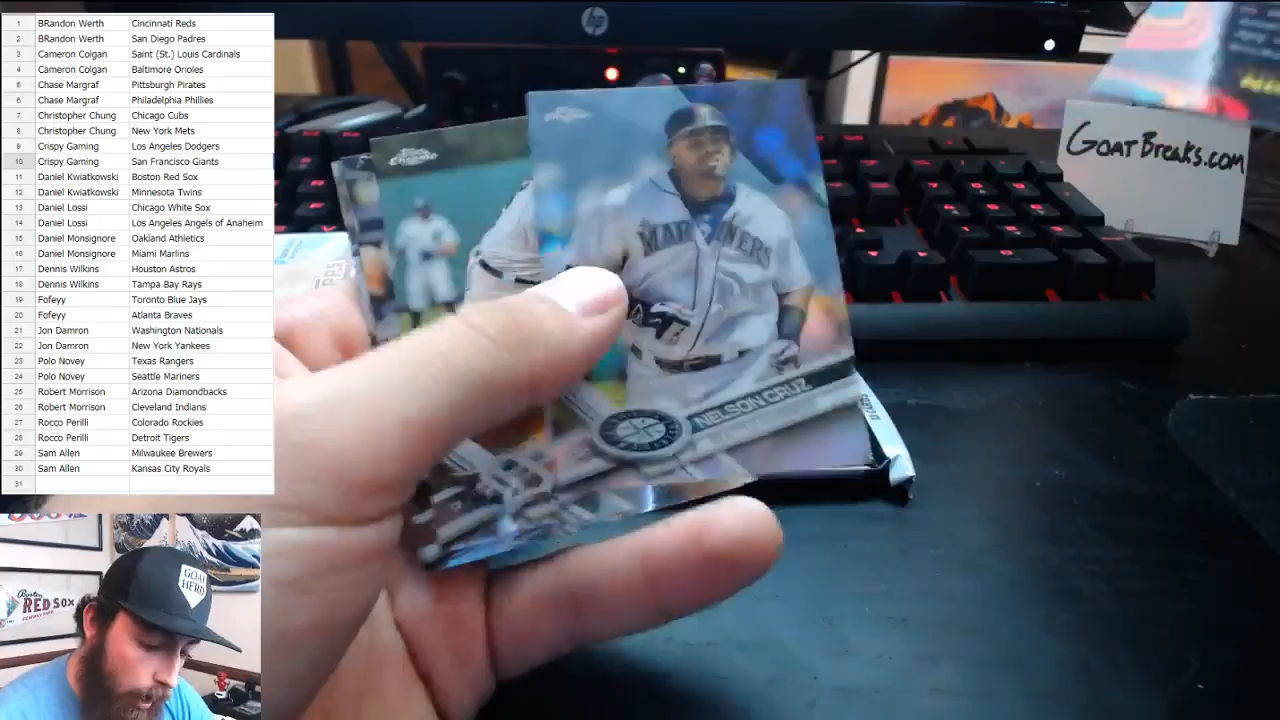 1 BRandon Werth Cincinnati Reds
2 BRandon Werth San Diego Padres
3 Cameron Colgan Saint (St.) Louis Cardinals
4 Cameron Colgan Baltimore Orioles
5 Chase Margraf Pittsburgh Pirates
6 Chase Margraf Philadelphia Phillies
7 Christopher Chung Chicago Cubs
8 Christopher Chung New York Mets
9 Crispy Gaming Los Angeles Dodgers
10 Crispy Gaming San Francisco Giants
11 Daniel Kwiatkowski Boston Red Sox
12 Daniel Kwiatkowski Minnesota Twins
13 Daniel Lossi Chicago White Sox
14 Daniel Lossi Los Angeles Angels of Anaheim
15 Daniel Monsignore Oakland Athletics
16 Daniel Monsignore Miami Marlins
17 Dennis Wilkins Houston Astros
18 Dennis Wilkins Tampa Bay Rays
19 Fofeyy Toronto Blue Jays
20 Fofeyy Atlanta Braves
21 Jon Damron Washington Nationals
22 Jon Damron New York Yankees
23 Polo Novey Texas Rangers
24 Polo Novey Seattle Mariners
25 Robert Morrison Arizona Diamondbacks
26 Robert Morrison Cleveland Indians
27 Rocco Perilli Colorado Rockies
28 Rocco Perilli Detroit Tigers
29 Sam Allen Milwaukee Brewers
30 Sam Allen Kansas City Royals
31
hp
GoatBreaks.com
Chrome
MARINERS
NELSON CRUZ
GOAT
HERD
Boston
RED SOX